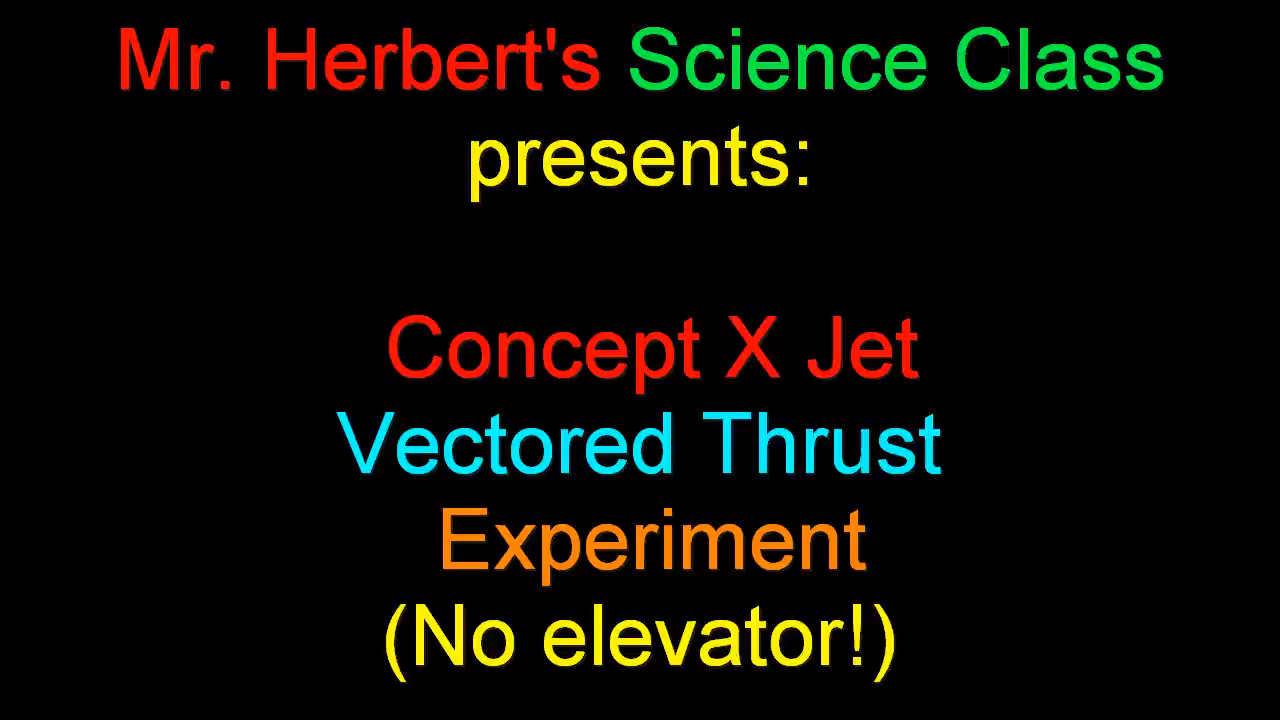 Mr. Herbert's Science Class
presents:
Concept X Jet
Vectored Thrust
Experiment
(No elevator!)